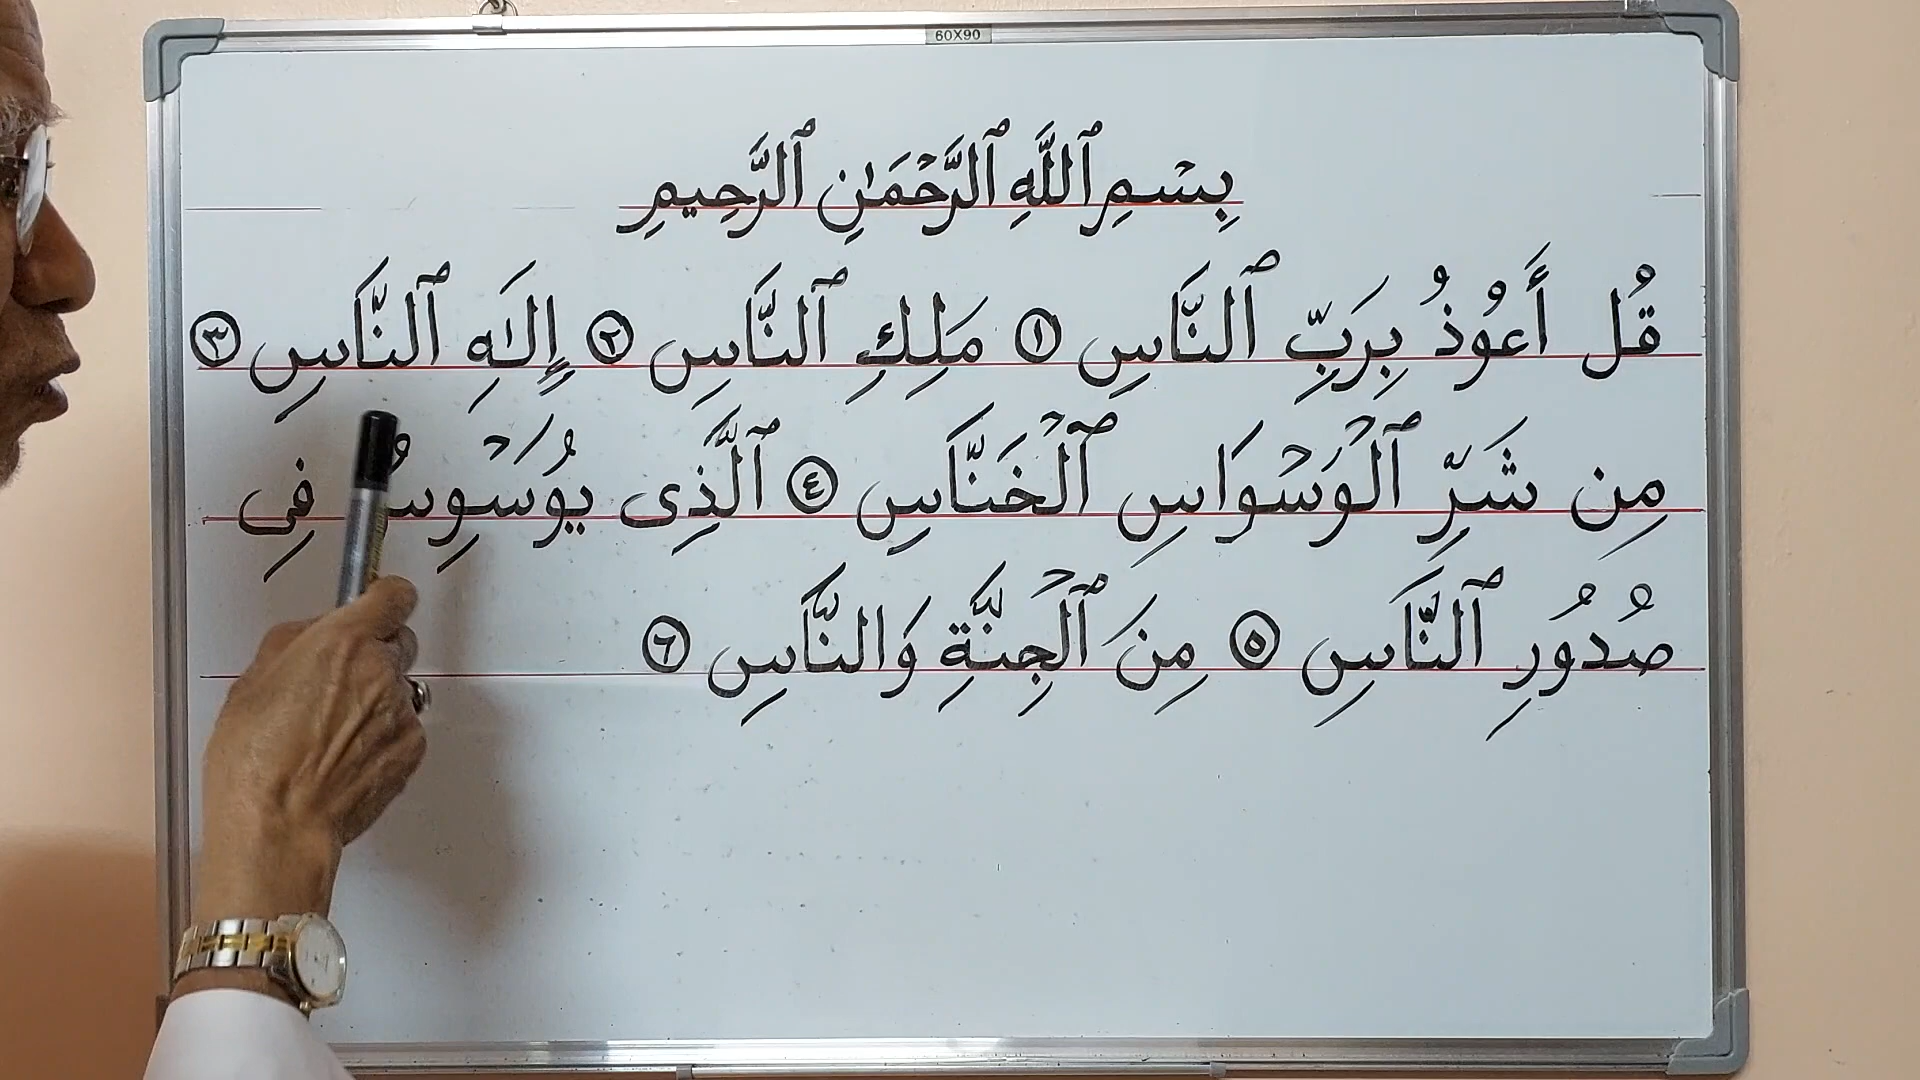 60X90
بِسۡمِ ٱللَّهِ ٱلرَّحۡمَـٰنِ ٱلرَّحِيمِ
قُل أَعُوذُ بِرَبِّ ٱلنَّاسِ ١ مَلِكِ ٱلنَّاسِ ٢ إِلَـٰهِ ٱلنَّاسِ ٣
مِن شَرِّ ٱلۡوَسۡوَاسِ ٱلۡخَنَّاسِ ٤ ٱلَّذِى يُوَسۡوِسُ فِى
صُدُورِ ٱلنَّاسِ ٥ مِنَ ٱلۡجِنَّةِ وَالنَّاسِ ٦